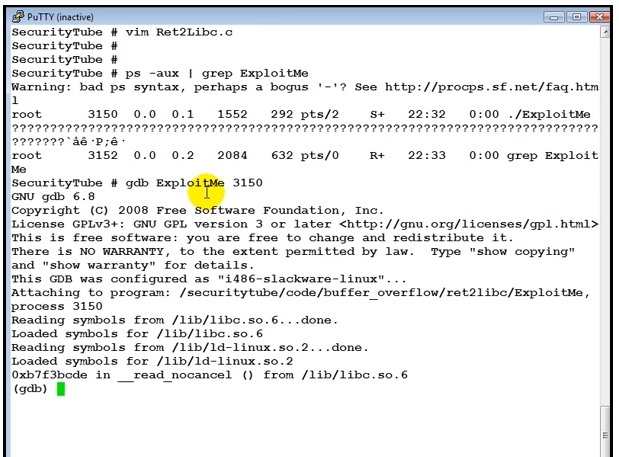 PuTTY (inactive)
SecurityTube # vim Ret2Libc.c
SecurityTube #
SecurityTube #
SecurityTube # ps -aux | grep ExploitMe
Warning: bad ps syntax, perhaps a bogus '-'? See http://procps.sf.net/faq.htm
l
root      3150  0.0  0.1   1552   292 pts/2    S+   22:32   0:00 ./ExploitMe
????????????????????????????????????????????????????????????????????????????
???????`åê·P;ê·
root      3152  0.0  0.2   2084   632 pts/0    R+   22:33   0:00 grep Exploit
Me
SecurityTube # gdb ExploitMe 3150
GNU gdb 6.8
Copyright (C) 2008 Free Software Foundation, Inc.
License GPLv3+: GNU GPL version 3 or later <http://gnu.org/licenses/gpl.html>
This is free software: you are free to change and redistribute it.
There is NO WARRANTY, to the extent permitted by law.  Type "show copying"
and "show warranty" for details.
This GDB was configured as "i486-slackware-linux"...
Attaching to program: /securitytube/code/buffer_overflow/ret2libc/ExploitMe,
process 3150
Reading symbols from /lib/libc.so.6...done.
Loaded symbols for /lib/libc.so.6
Reading symbols from /lib/ld-linux.so.2...done.
Loaded symbols for /lib/ld-linux.so.2
0xb7f3bcde in __read_nocancel () from /lib/libc.so.6
(gdb)